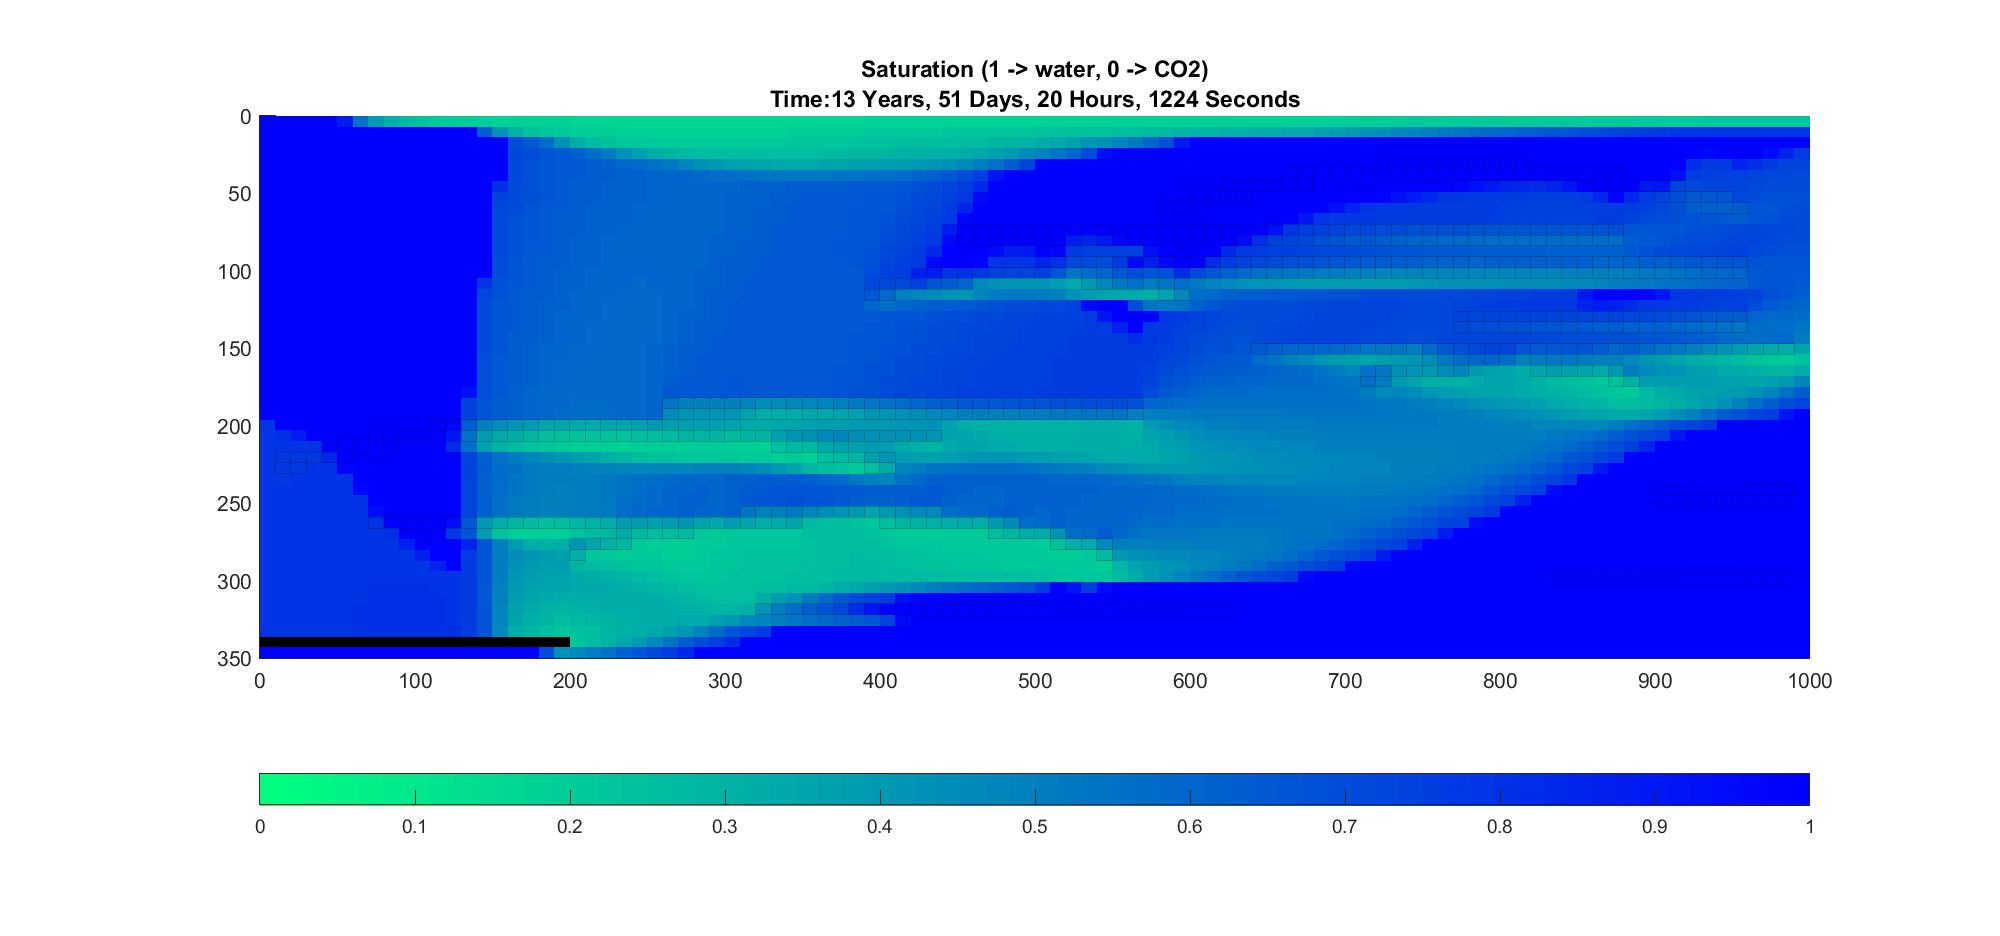 Saturation (1 -> water, 0 -> CO2)
Time:13 Years, 51 Days, 20 Hours, 1224 Seconds
0
50
100
150
200
250
300
350
0 100 200 300 400 500 600 700 800 900 1000
0 0.1 0.2 0.3 0.4 0.5 0.6 0.7 0.8 0.9 1